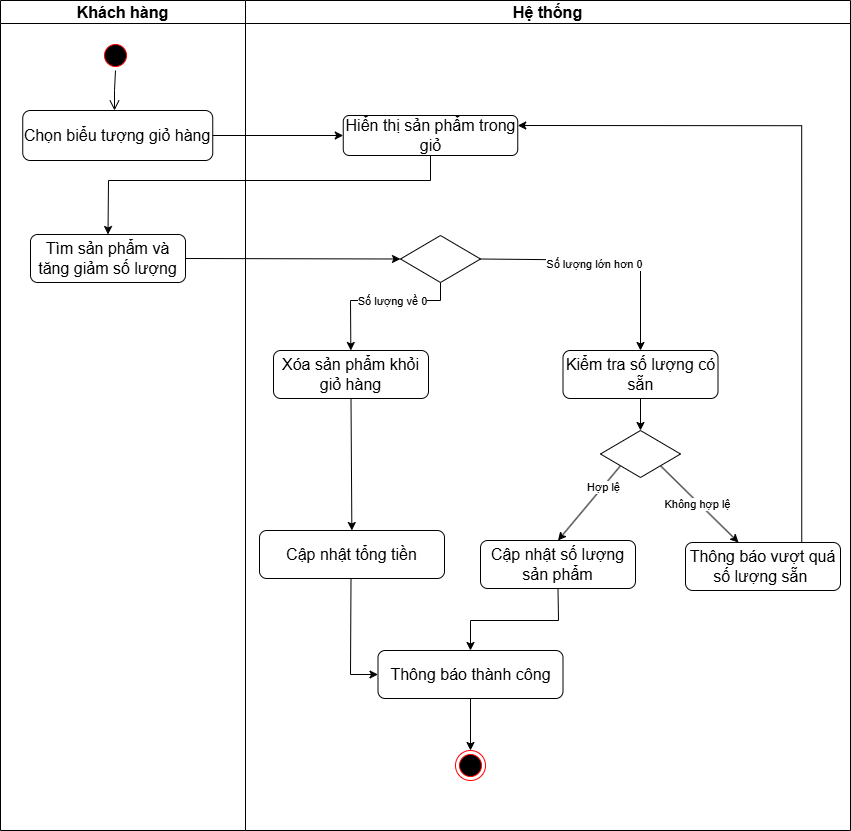 Khách hàng
Hệ thống
Chọn biểu tượng giỏ hàng
Hiển thị sản phẩm trong
giỏ
Tìm sản phẩm và
tăng giảm số lượng
Số lượng lớn hơn 0
Số lượng về 0
Xóa sản phẩm khỏi
giỏ hàng
Kiểm tra số lượng có
sẵn
Hợp lệ
Không hợp lệ
Cập nhật tổng tiền
Cập nhật số lượng
sản phẩm
Thông báo vượt quá
số lượng sẵn
Thông báo thành công